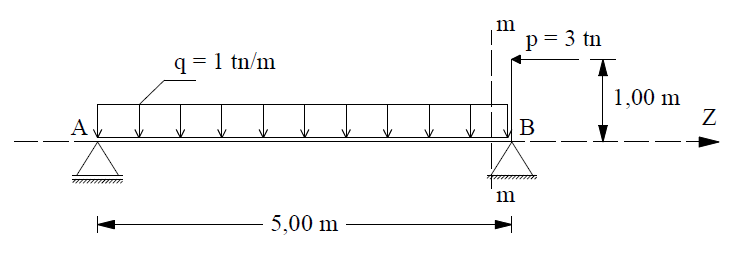 m
p = 3 tn
q = 1 tn/m
1,00 m
A
B
Z
m
5,00 m